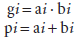 gi = ai · bi
pi = ai + bi